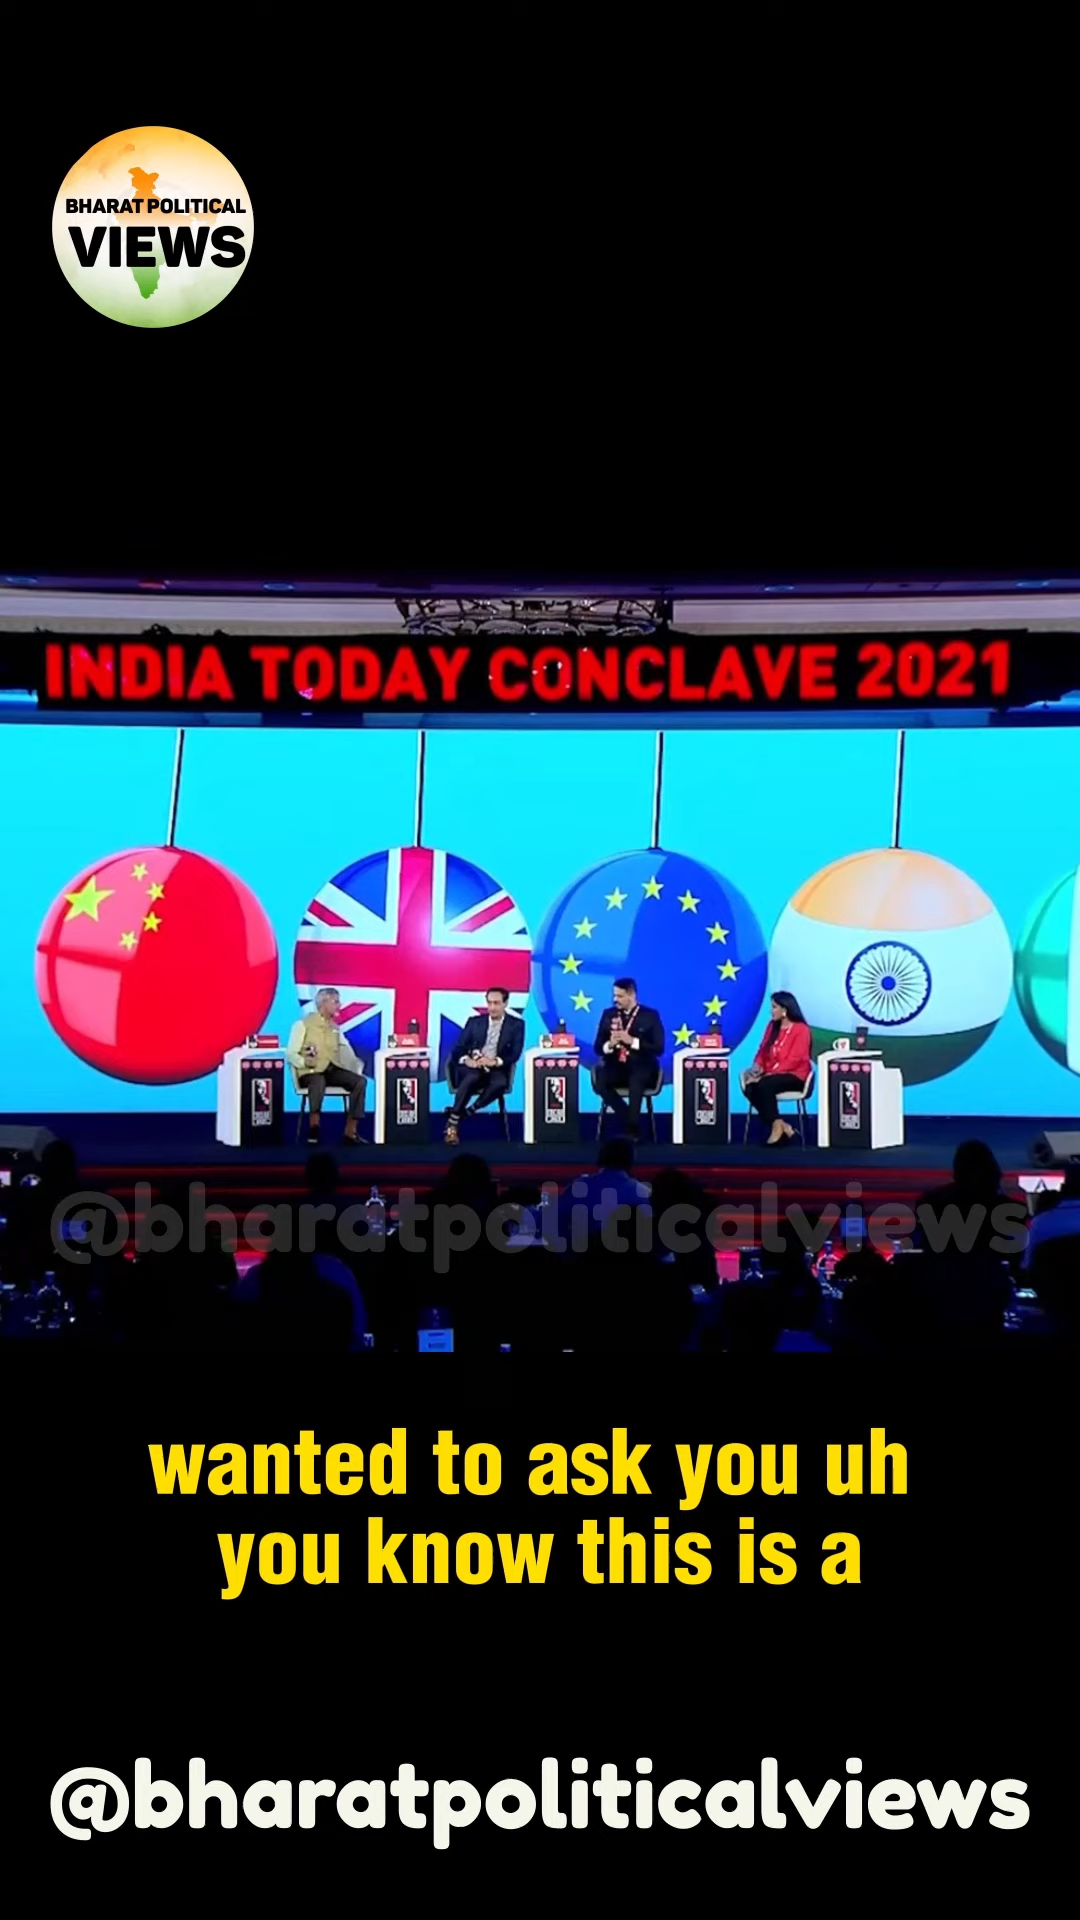 BHARAT POLITICAL
VIEWS
INDIA TODAY CONCLAVE 2021
@bharatpoliticalviews
wanted to ask you uh
you know this is a
@bharatpoliticalviews